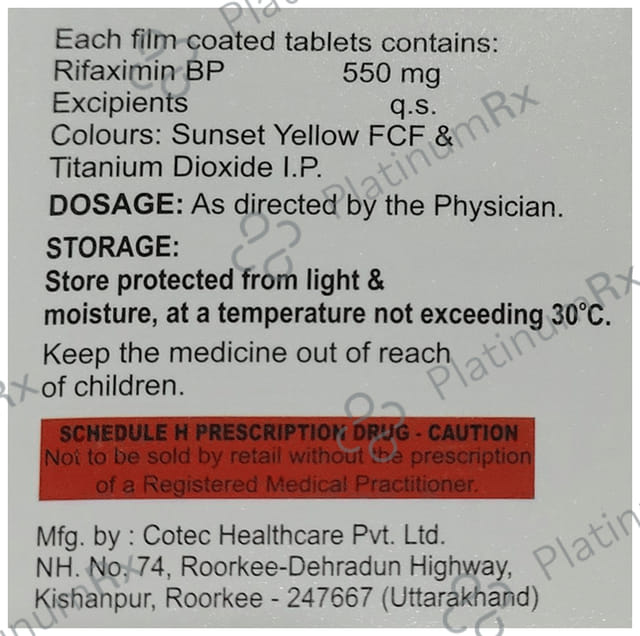 Each film coated tablets contains:
Rifaximin BP 550 mg
Excipients q.s.
Colours: Sunset Yellow FCF &
Titanium Dioxide I.P.
DOSAGE: As directed by the Physician.
STORAGE:
Store protected from light &
moisture, at a temperature not exceeding 30°C.
Keep the medicine out of reach
of children.
SCHEDULE H PRESCRIPTION DRUG - CAUTION
Not to be sold by retail without the prescription
of a Registered Medical Practitioner.
Mfg. by : Cotec Healthcare Pvt. Ltd.
NH. No. 74, Roorkee-Dehradun Highway,
Kishanpur, Roorkee - 247667 (Uttarakhand)
PlatinumRx
PlatinumRx